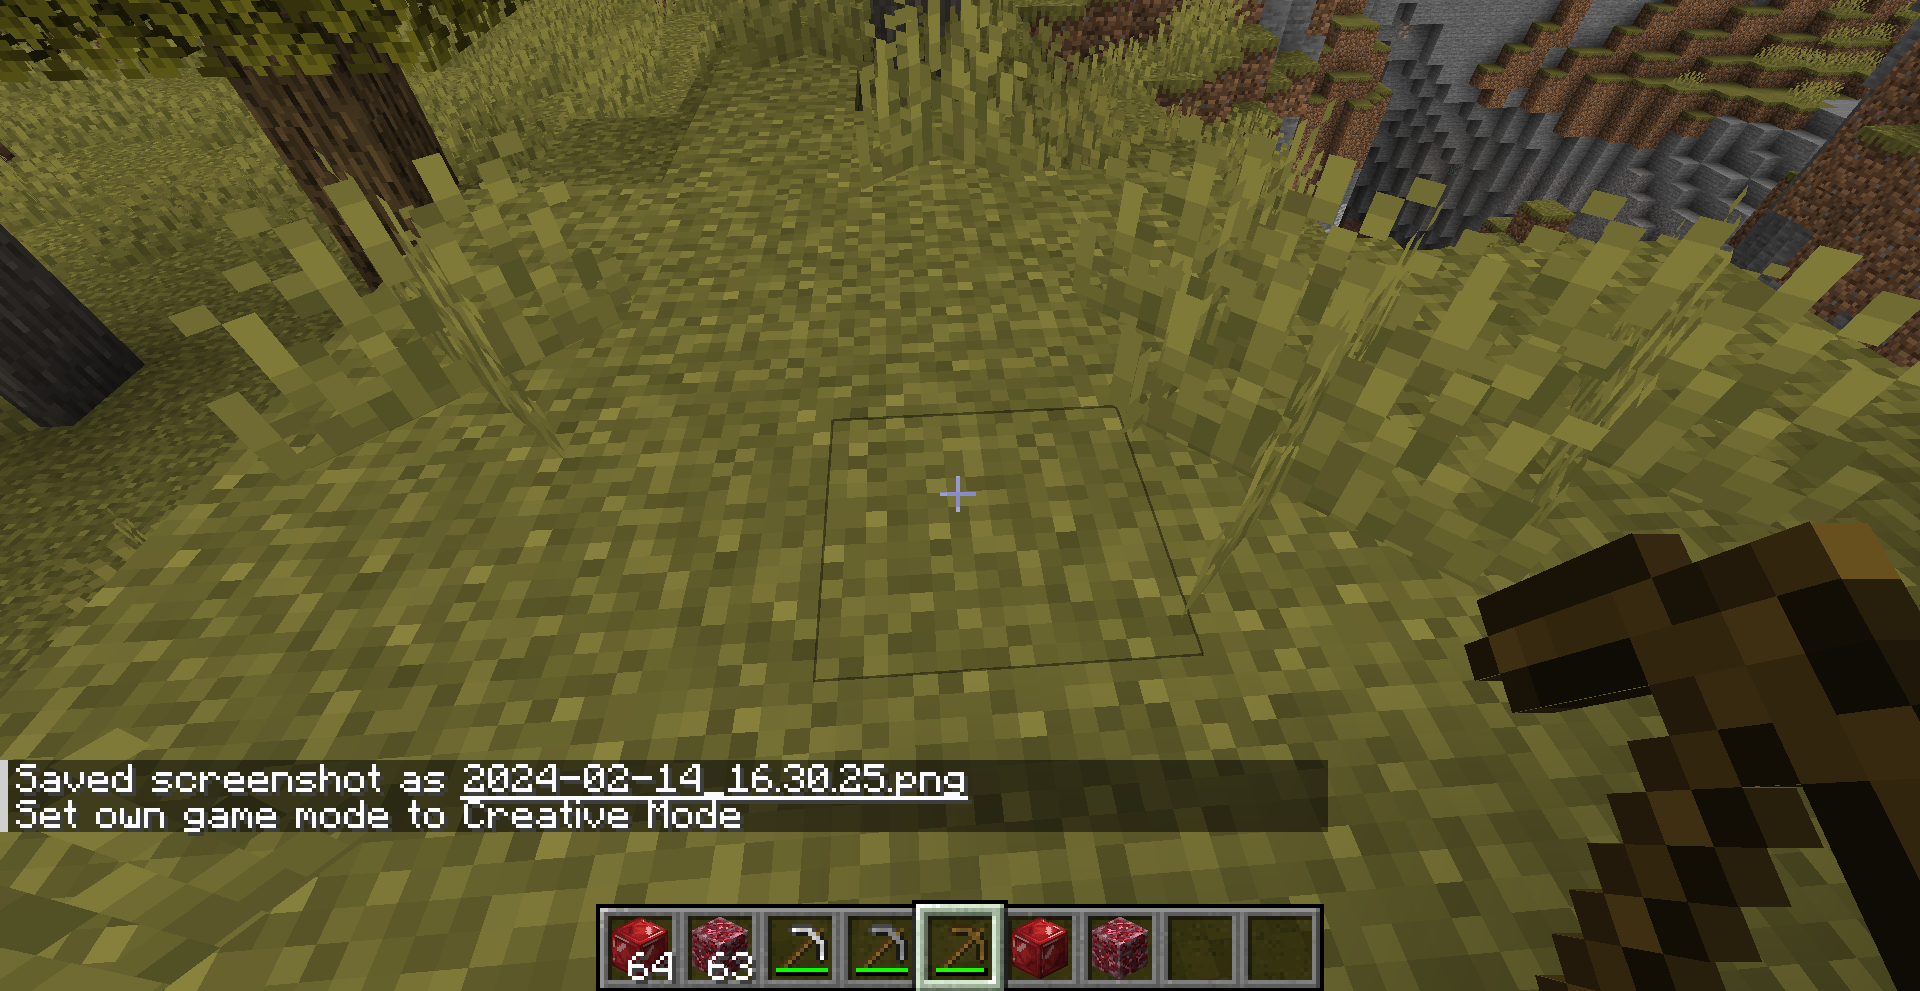 Saved screenshot as 2024-02-14_16.30.25.png
Set own game mode to Creative Mode
64 63